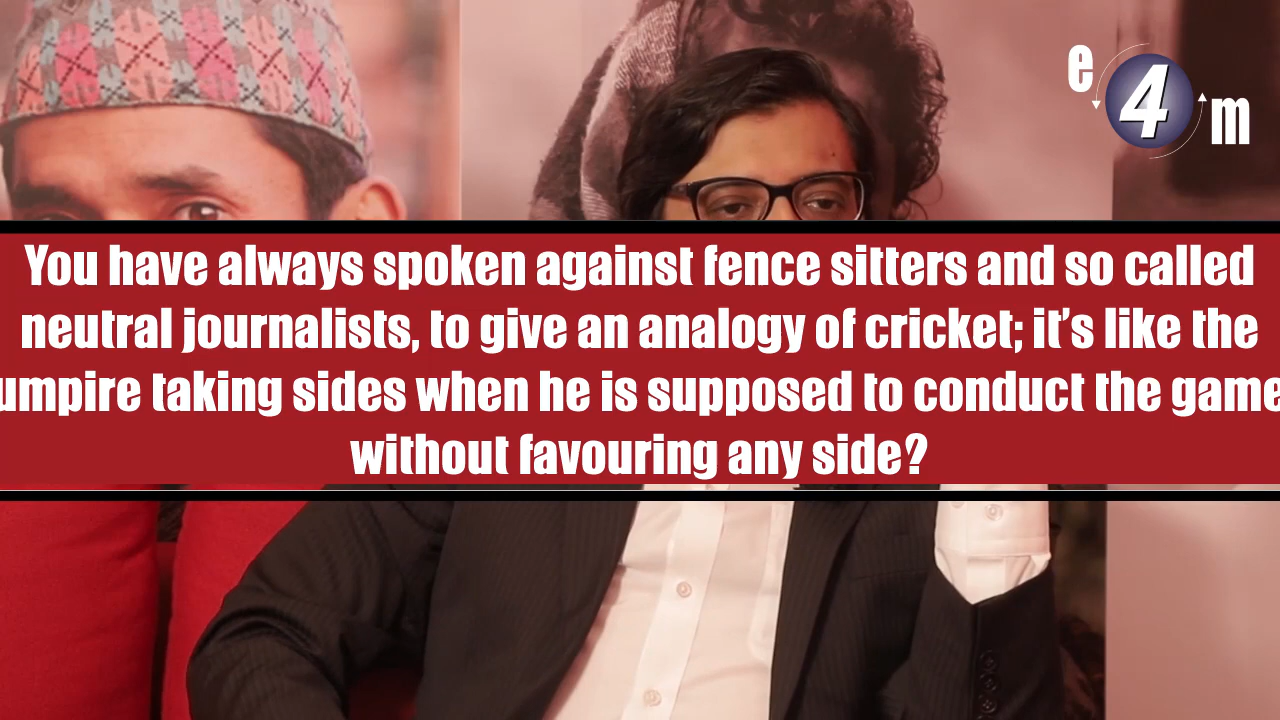 e4m
You have always spoken against fence sitters and so called
neutral journalists, to give an analogy of cricket; it's like the
umpire taking sides when he is supposed to conduct the game
without favouring any side?